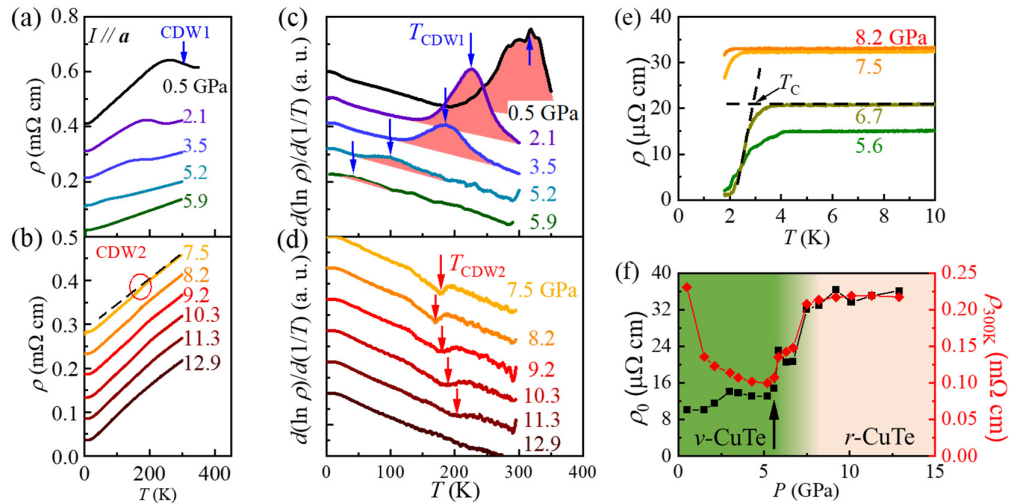 (a)
I // a
CDW1
0.5 GPa
2.1
3.5
5.2
5.9
0.8
0.6
0.4
0.2
0.0
ρ (mΩ cm)
(b)
CDW2
7.5
8.2
9.2
10.3
11.3
12.9
0.5
0.4
0.3
0.2
0.1
0.0
ρ (mΩ cm)
0 200 400
T (K)
(c)
T_CDW1
0.5 GPa
2.1
3.5
5.2
5.9
d(ln ρ)/d(1/T) (a. u.)
(d)
T_CDW2
7.5 GPa
8.2
9.2
10.3
11.3
12.9
d(ln ρ)/d(1/T) (a. u.)
0 100 200 300 400
T (K)
(e)
8.2 GPa
7.5
T_C
6.7
5.6
40
30
20
10
0
ρ (μΩ cm)
0 2 4 6 8 10
T (K)
(f)
40
32
24
16
8
0
ρ₀ (μΩ cm)
v-CuTe
r-CuTe
0.25
0.20
0.15
0.10
0.05
0.00
ρ_300K (mΩ cm)
0 5 10 15
P (GPa)